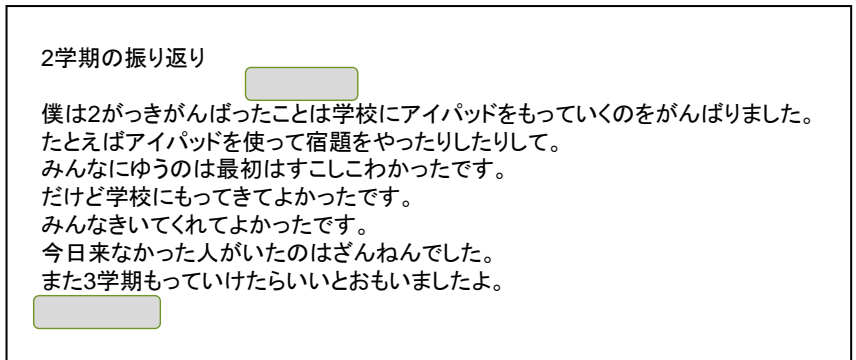 2学期の振り返り
僕は2がっきがんばったことは学校にアイパッドをもっていくのをがんばりました。
たとえばアイパッドを使って宿題をやったりしたりして。
みんなにゆうのは最初はすこしこわかったです。
だけど学校にもってきてよかったです。
みんなきいてくれてよかったです。
今日来なかった人がいたのはざんねんでした。
また3学期もっていけたらいいとおもいましたよ。